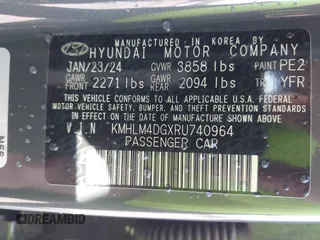 MANUFACTURED IN KOREA BY
HYUNDAI MOTOR COMPANY
JAN/23/24 GVWR 3858 lbs PAINT PE2
GAWR FRONT 2271 lbs GAWR REAR 2094 lbs TRIM YFR
THIS VEHICLE CONFORMS TO ALL APPLICABLE U.S.A. FEDERAL
MOTOR VEHICLE SAFETY, BUMPER, AND THEFT PREVENTION
STANDARDS IN EFFECT ON THE DATE OF MANUFACTURE
SHOWN ABOVE.
V.I.N KMHLM4DGXRU740964
PASSENGER CAR
DREAMBID